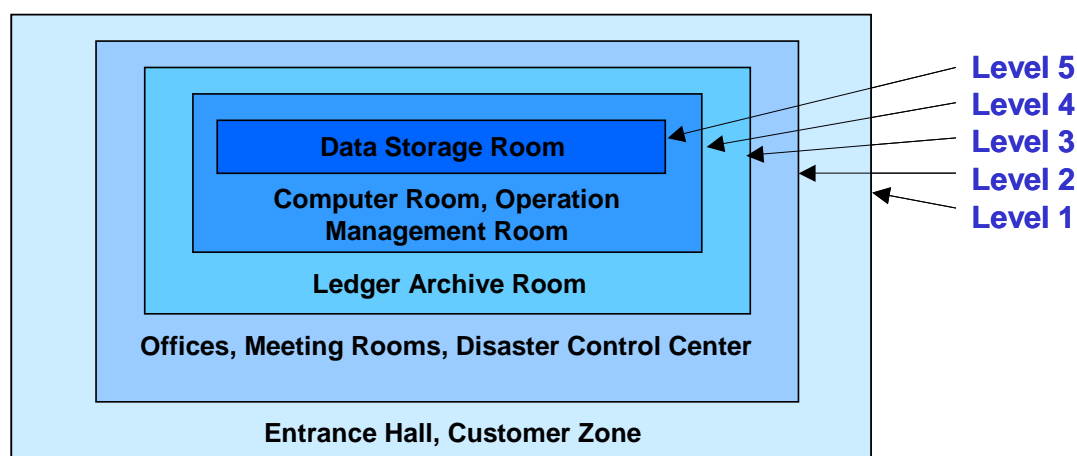 Level 5
Level 4
Level 3
Level 2
Level 1
Data Storage Room
Computer Room, Operation
Management Room
Ledger Archive Room
Offices, Meeting Rooms, Disaster Control Center
Entrance Hall, Customer Zone